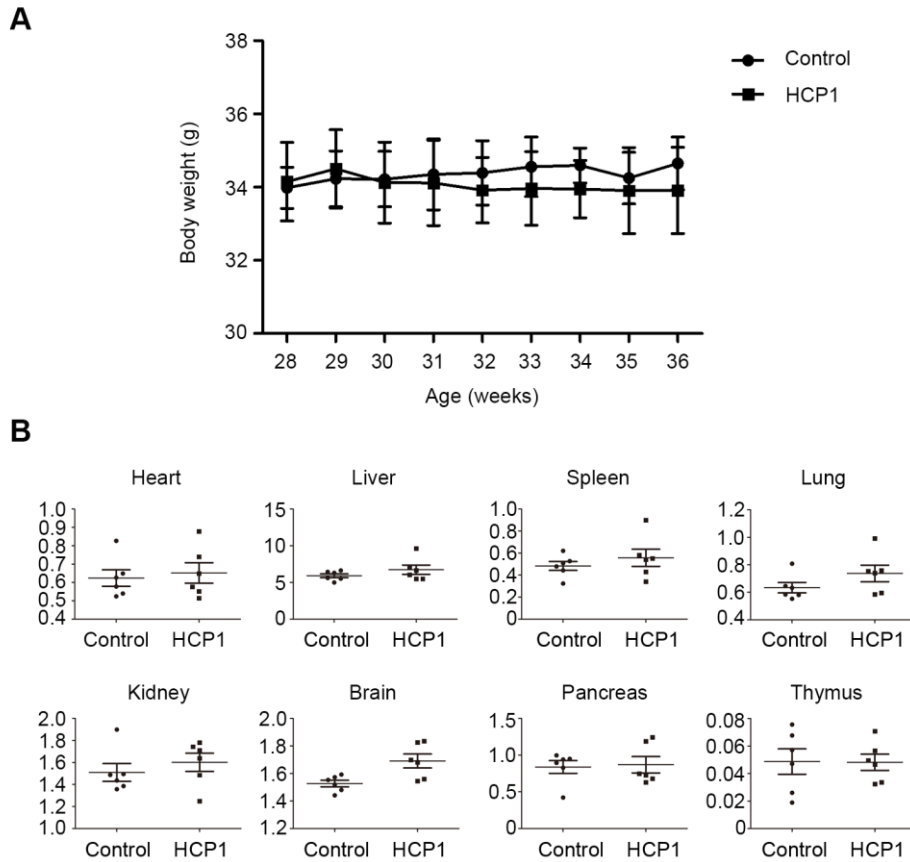 A
38
36
34
32
30
Body weight (g)
28 29 30 31 32 33 34 35 36
Age (weeks)
Control
HCP1
B
Heart
1.0
0.9
0.8
0.7
0.6
0.5
0.4
Control HCP1
Liver
15
10
5
0
Control HCP1
Spleen
1.0
0.8
0.6
0.4
0.2
0
Control HCP1
Lung
1.2
1.0
0.8
0.6
0.4
Control HCP1
Kidney
2.0
1.8
1.6
1.4
1.2
1.0
Control HCP1
Brain
2.0
1.8
1.6
1.4
1.2
Control HCP1
Pancreas
1.5
1.0
0.5
0
Control HCP1
Thymus
0.08
0.06
0.04
0.02
0
Control HCP1